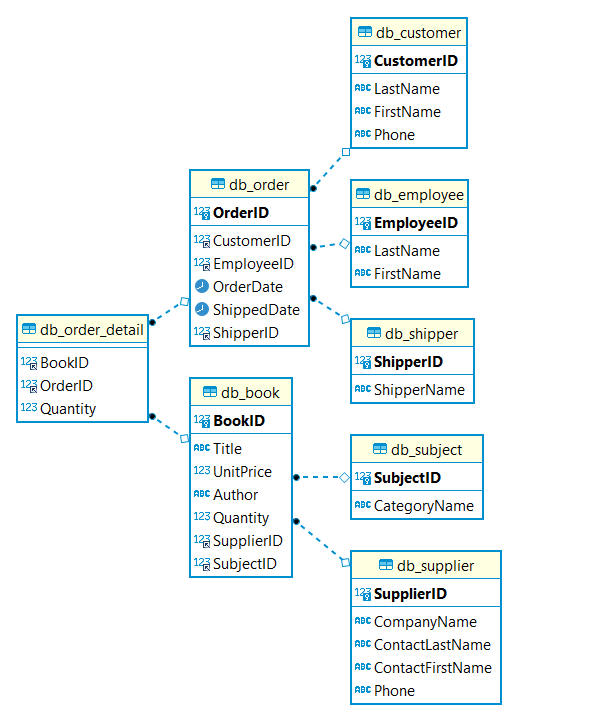 db_customer
CustomerID
LastName
FirstName
Phone
db_order
OrderID
CustomerID
EmployeeID
OrderDate
ShippedDate
ShipperID
db_employee
EmployeeID
LastName
FirstName
db_order_detail
BookID
OrderID
Quantity
db_shipper
ShipperID
ShipperName
db_book
BookID
Title
UnitPrice
Author
Quantity
SupplierID
SubjectID
db_subject
SubjectID
CategoryName
db_supplier
SupplierID
CompanyName
ContactLastName
ContactFirstName
Phone